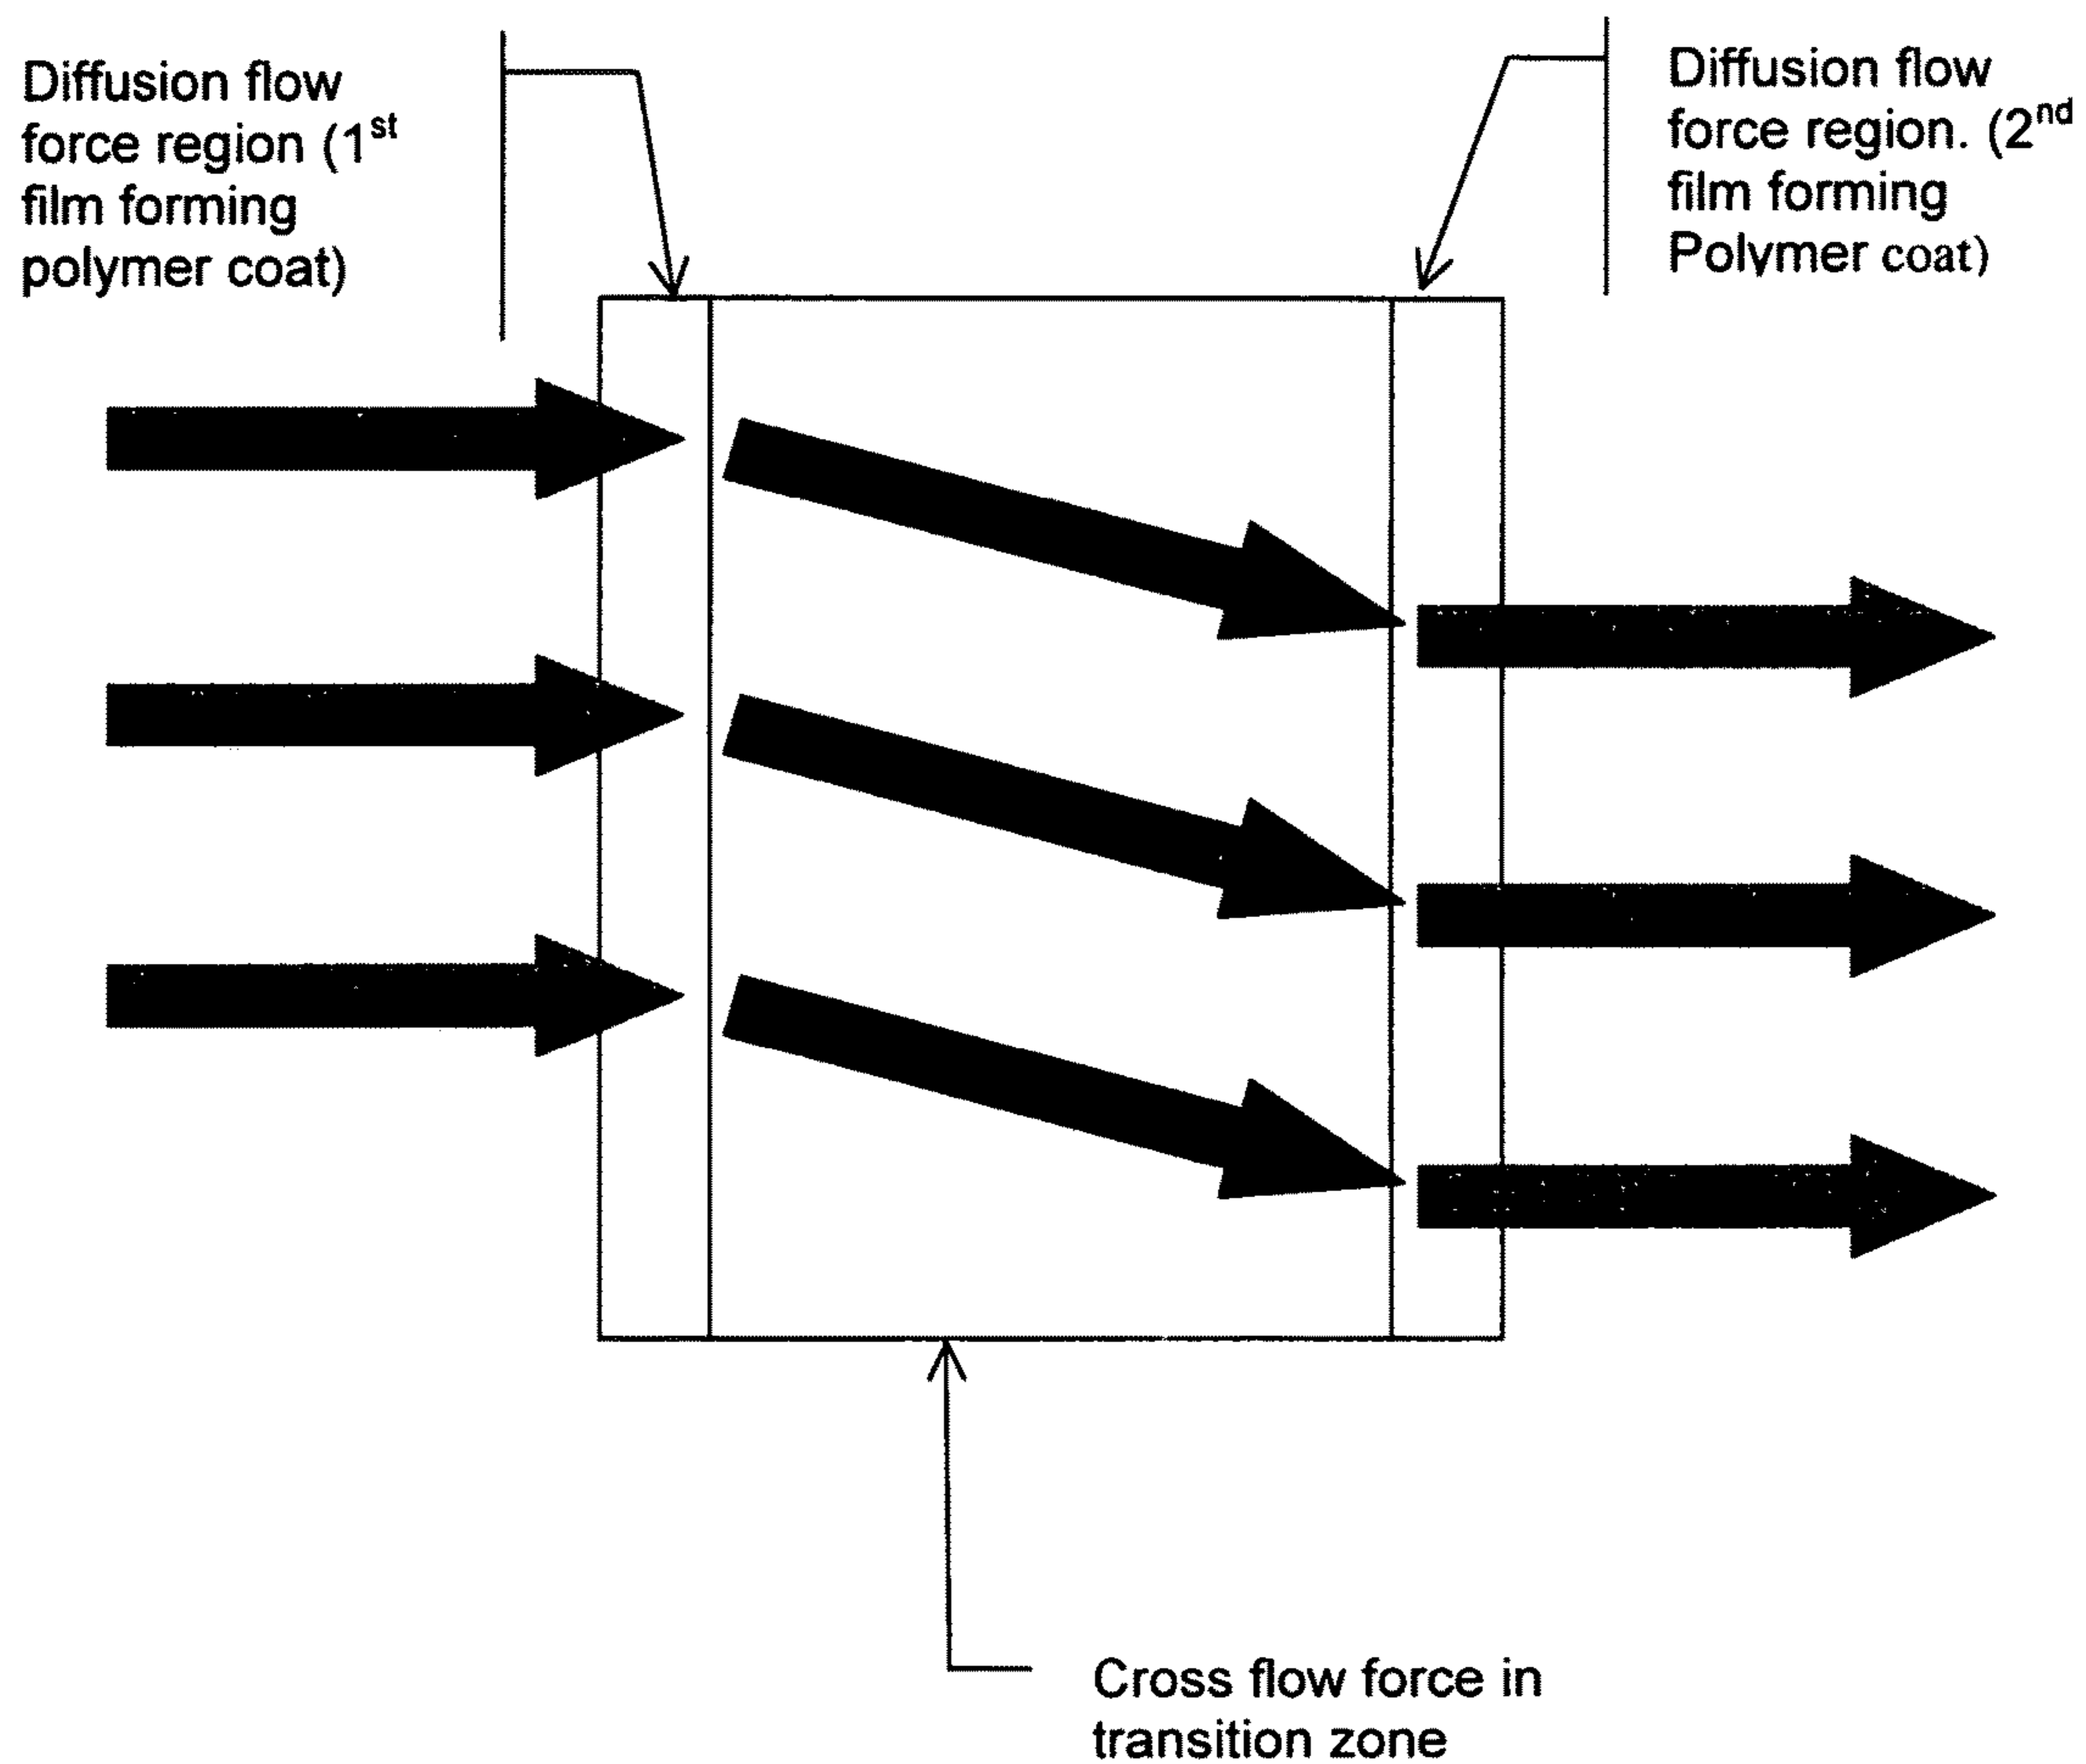 Diffusion flow
force region (1st
film forming
polymer coat)
Diffusion flow
force region. (2nd
film forming
Polymer coat)
Cross flow force in
transition zone